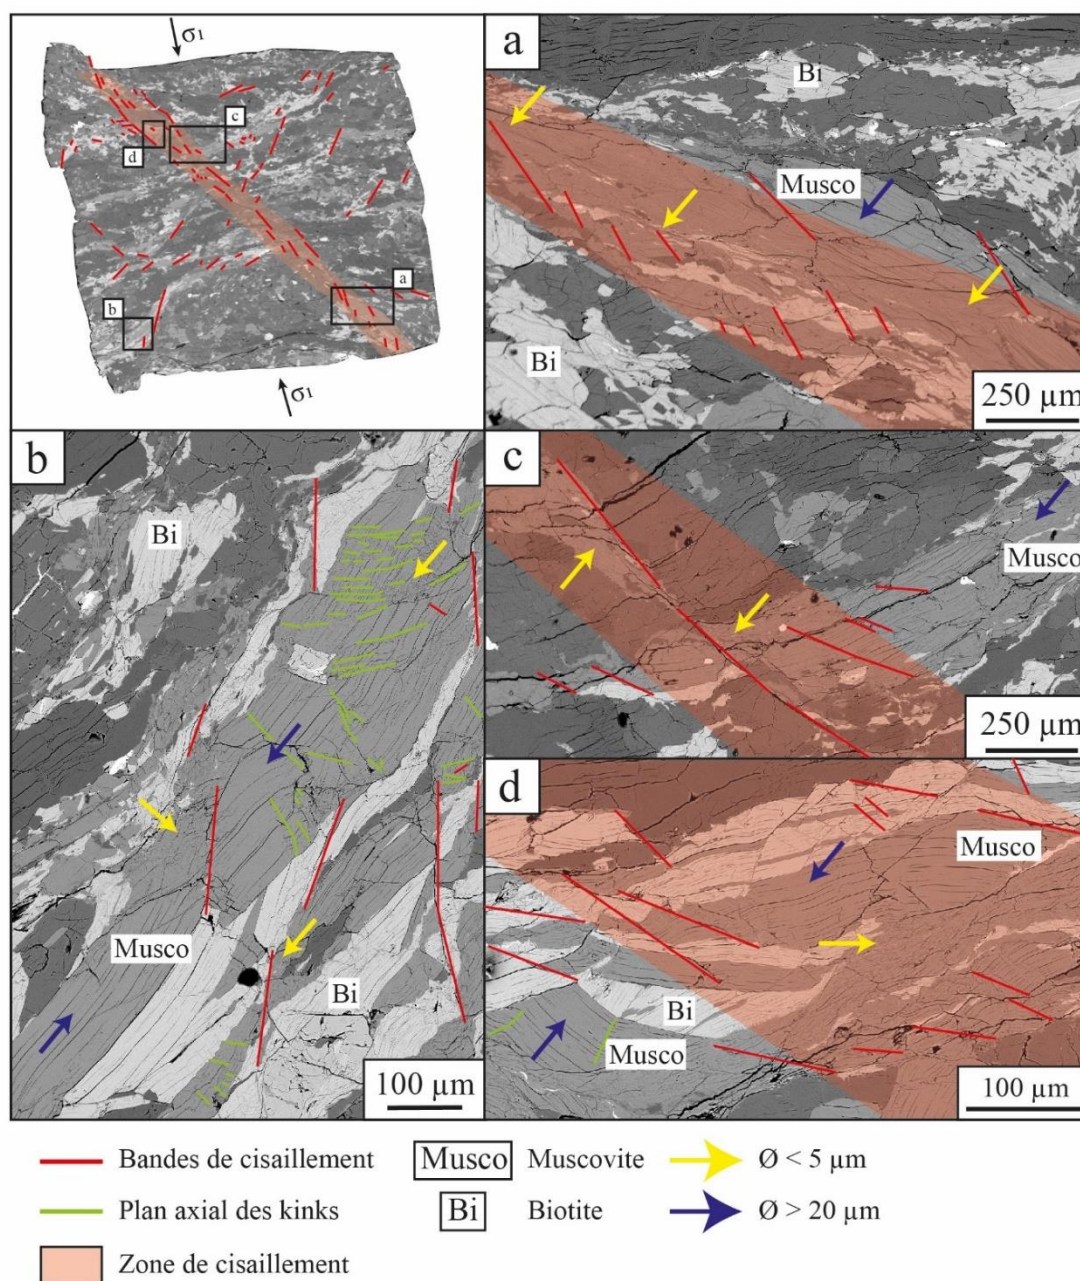 σ1
c
d
a
b
σ1
a
Bi
Musco
Bi
250 µm
b
Bi
Musco
Bi
100 µm
c
Musco
250 µm
d
Musco
Bi
Musco
100 µm
Bandes de cisaillement
Musco Muscovite
Ø < 5 µm
Plan axial des kinks
Bi Biotite
Ø > 20 µm
Zone de cisaillement